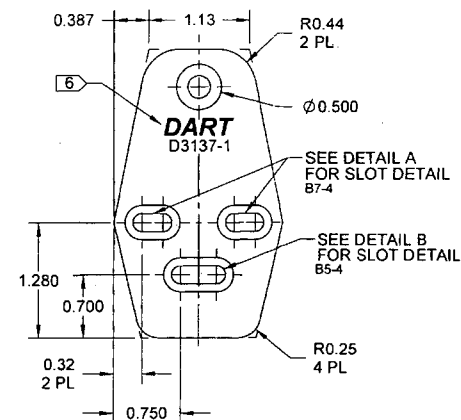 0.387
1.13
R0.44
2 PL
6
Ø0.500
DART
D3137-1
SEE DETAIL A
FOR SLOT DETAIL
B7-4
SEE DETAIL B
FOR SLOT DETAIL
B5-4
1.280
0.700
R0.25
4 PL
0.32
2 PL
0.750